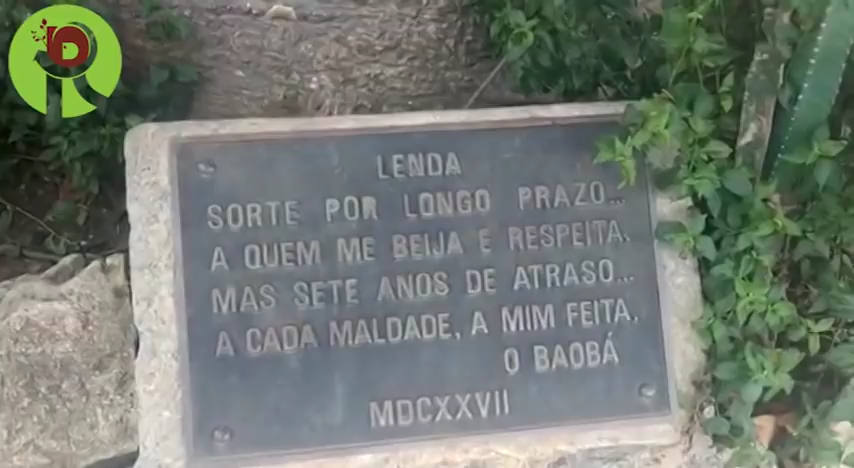 LENDA
SORTE POR LONGO PRAZO...
A QUEM ME BEIJA E RESPEITA,
MAS SETE ANOS DE ATRASO...
A CADA MALDADE, A MIM FEITA.
O BAOBÁ
MDCXXVII